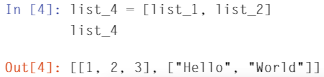 In [4]: list_4 = [list_1, list_2]
list_4
Out[4]: [[1, 2, 3], ["Hello", "World"]]